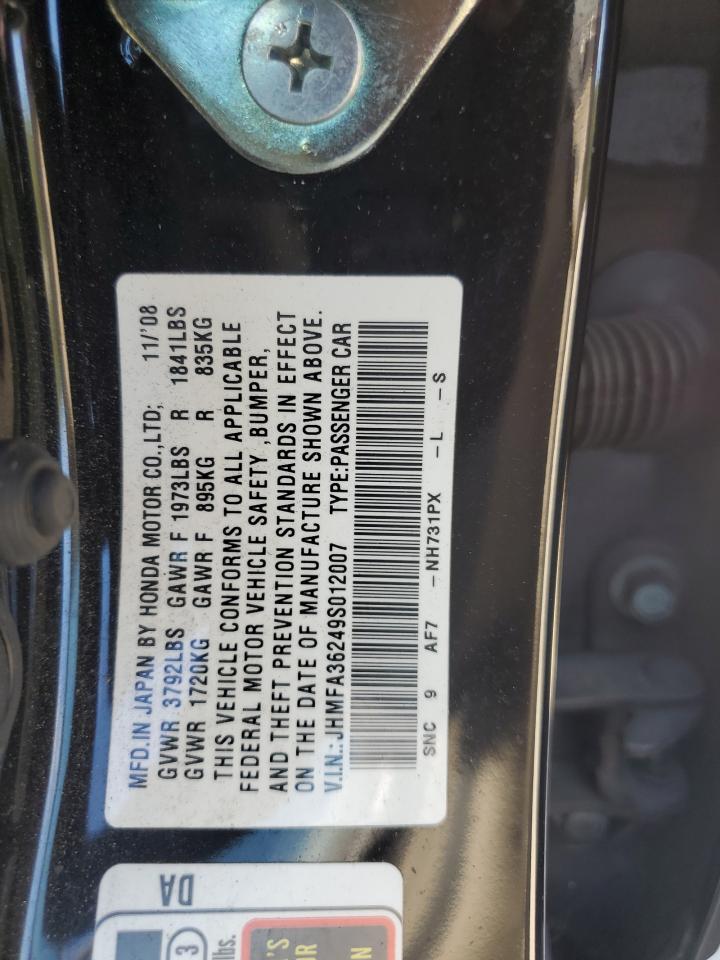 MFD.IN JAPAN BY HONDA MOTOR CO.,LTD; 11/'08
GVWR 3792LBS GAWR F 1973LBS R 1841LBS
GVWR 1720KG GAWR F 895KG R 835KG
THIS VEHICLE CONFORMS TO ALL APPLICABLE
FEDERAL MOTOR VEHICLE SAFETY ,BUMPER,
AND THEFT PREVENTION STANDARDS IN EFFECT
ON THE DATE OF MANUFACTURE SHOWN ABOVE.
V.I.N.:JHMFA36249S012007 TYPE:PASSENGER CAR
SNC 9 AF7 -NH731PX -L -S
DA
3
lbs.